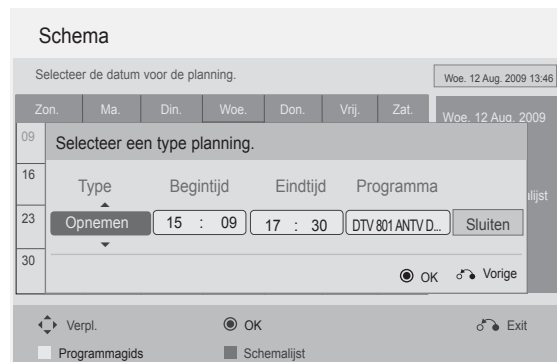 Schema
Selecteer de datum voor de planning.
Woe. 12 Aug. 2009 13:46
Zon. Ma. Din. Woe. Don. Vrij. Zat.
Woe. 12 Aug. 2009
09
Selecteer een type planning.
16
Type Begintijd Eindtijd Programma
23
Opnemen 15 : 09 17 : 30 DTV 801 ANTV D... Sluiten
30
OK Vorige
Verpl. OK Exit
Programmagids Schemalijst